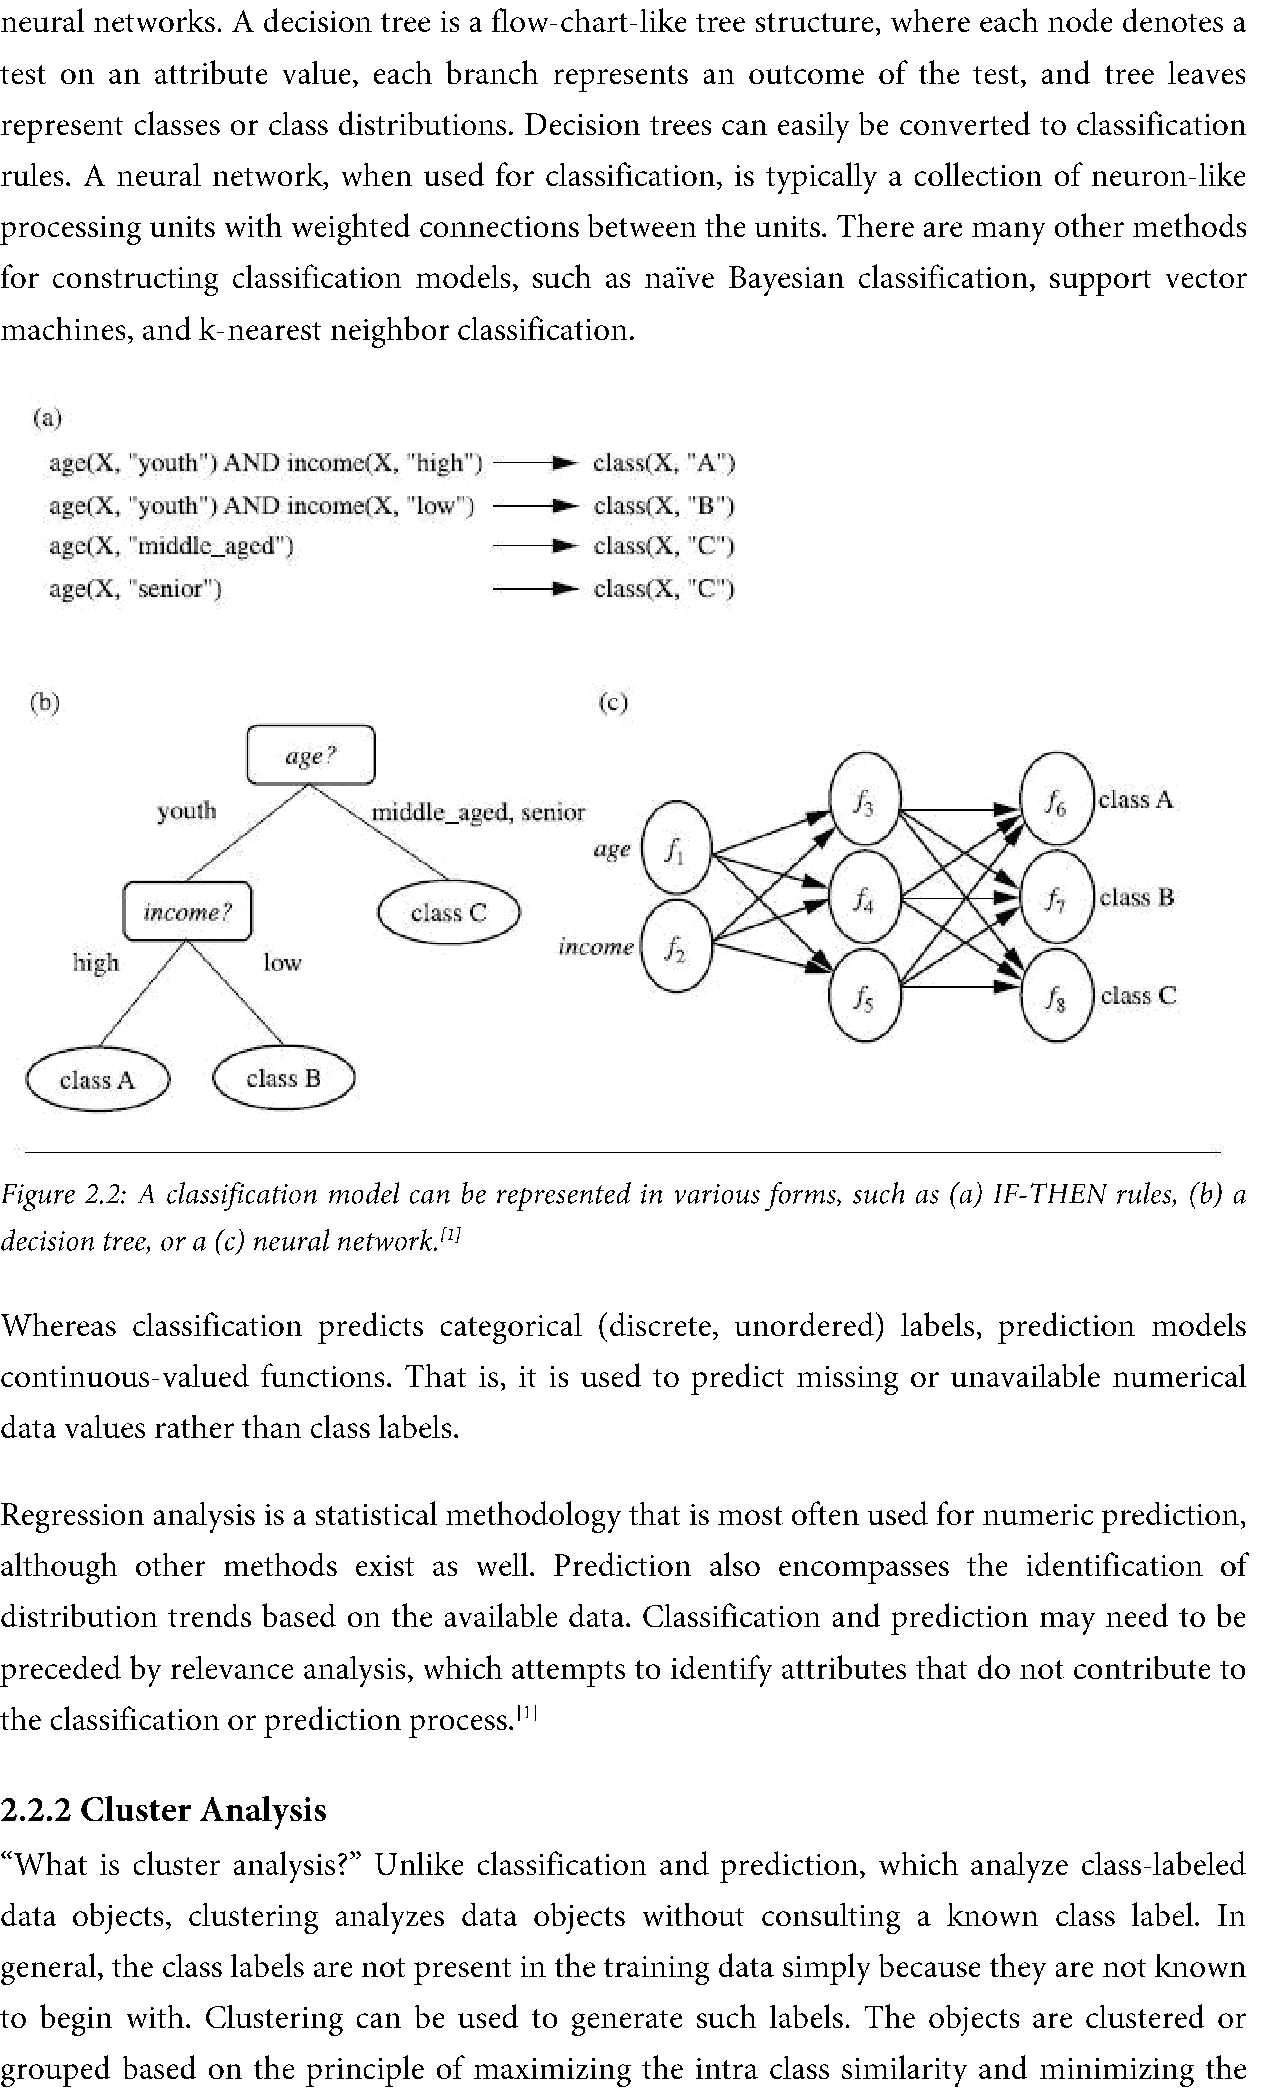 neural networks. A decision tree is a flow-chart-like tree structure, where each node denotes a
test on an attribute value, each branch represents an outcome of the test, and tree leaves
represent classes or class distributions. Decision trees can easily be converted to classification
rules. A neural network, when used for classification, is typically a collection of neuron-like
processing units with weighted connections between the units. There are many other methods
for constructing classification models, such as naïve Bayesian classification, support vector
machines, and k-nearest neighbor classification.
(a)
age(X, "youth") AND income(X, "high") class(X, "A")
age(X, "youth") AND income(X, "low") class(X, "B")
age(X, "middle_aged") class(X, "C")
age(X, "senior") class(X, "C")
(b)
age?
youth
middle_aged, senior
income?
class C
high
low
class A
class B
(c)
age
income
f1
f2
f3
f4
f5
f6
f7
f8
class A
class B
class C
Figure 2.2: A classification model can be represented in various forms, such as (a) IF-THEN rules, (b) a
decision tree, or a (c) neural network.[1]
Whereas classification predicts categorical (discrete, unordered) labels, prediction models
continuous-valued functions. That is, it is used to predict missing or unavailable numerical
data values rather than class labels.
Regression analysis is a statistical methodology that is most often used for numeric prediction,
although other methods exist as well. Prediction also encompasses the identification of
distribution trends based on the available data. Classification and prediction may need to be
preceded by relevance analysis, which attempts to identify attributes that do not contribute to
the classification or prediction process.[1]
2.2.2 Cluster Analysis
“What is cluster analysis?” Unlike classification and prediction, which analyze class-labeled
data objects, clustering analyzes data objects without consulting a known class label. In
general, the class labels are not present in the training data simply because they are not known
to begin with. Clustering can be used to generate such labels. The objects are clustered or
grouped based on the principle of maximizing the intra class similarity and minimizing the